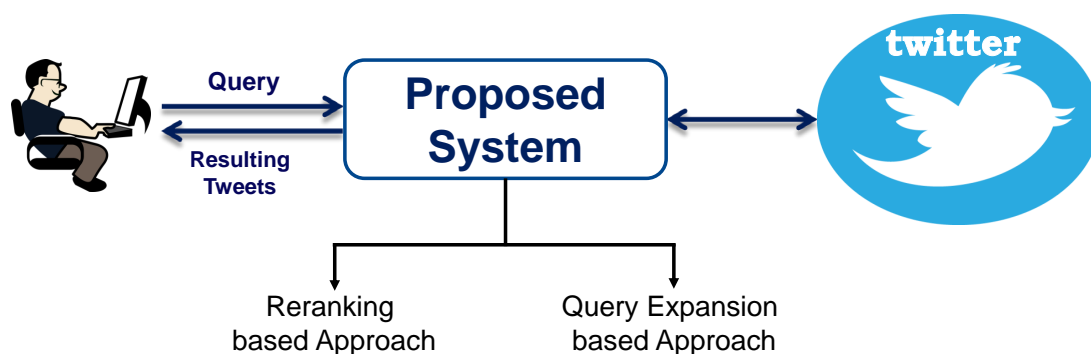 twitter
Query
Proposed
System
Resulting
Tweets
Reranking
based Approach
Query Expansion
based Approach